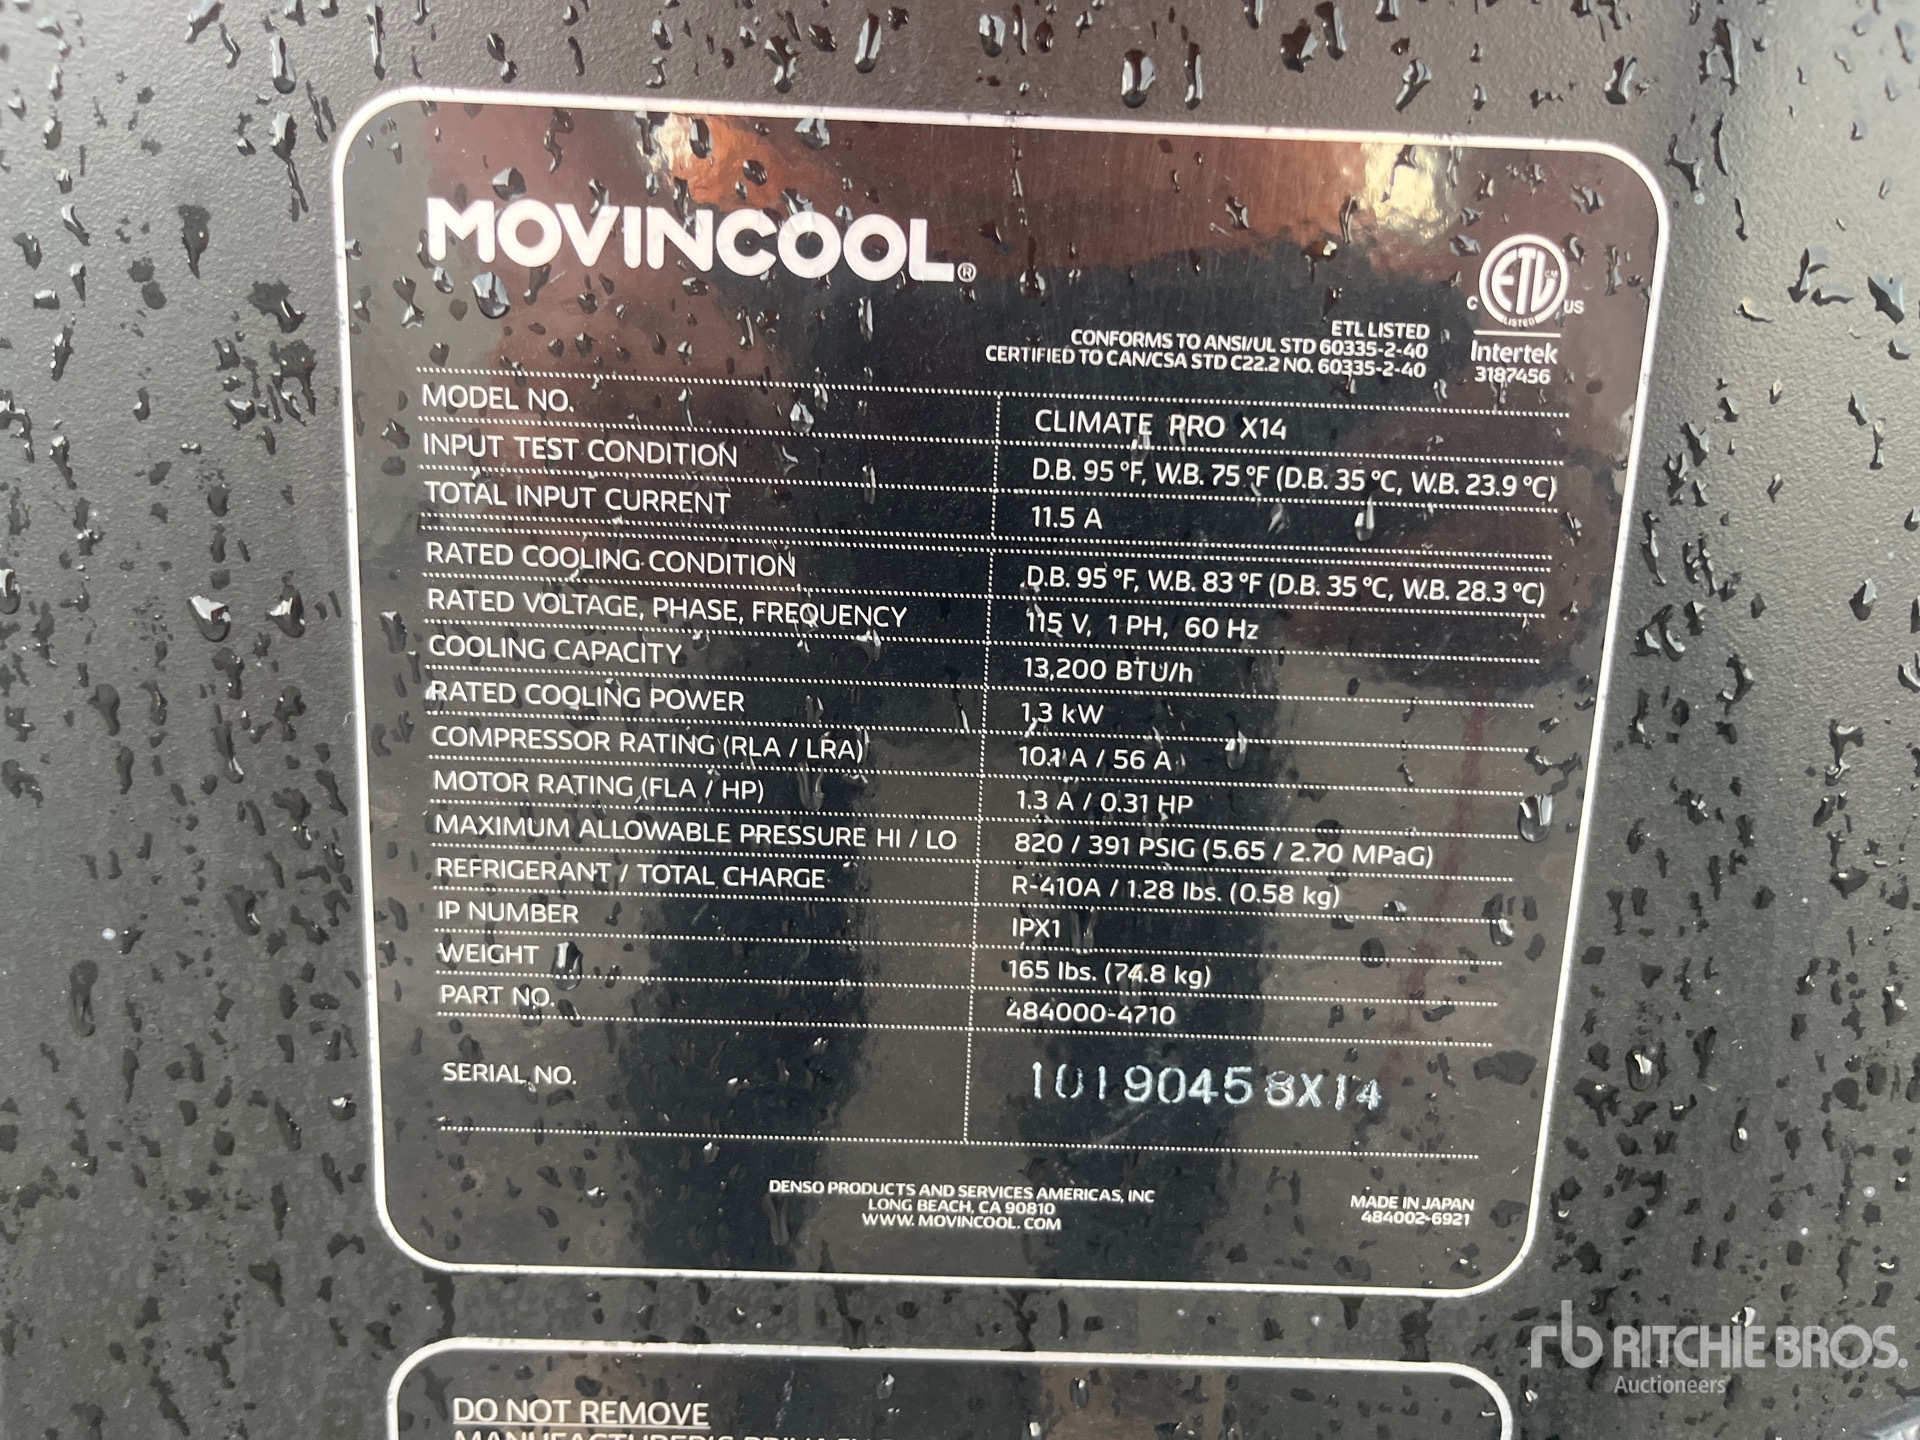 MOVINCOOL®
C ETL CM LISTED US
Intertek
3187456
ETL LISTED
CONFORMS TO ANSI/UL STD 60335-2-40
CERTIFIED TO CAN/CSA STD C22.2 NO. 60335-2-40
MODEL NO. CLIMATE PRO X14
INPUT TEST CONDITION D.B. 95 °F, W.B. 75 °F (D.B. 35 °C, W.B. 23.9 °C)
TOTAL INPUT CURRENT 11.5 A
RATED COOLING CONDITION D.B. 95 °F, W.B. 83 °F (D.B. 35 °C, W.B. 28.3 °C)
RATED VOLTAGE, PHASE, FREQUENCY 115 V, 1 PH, 60 Hz
COOLING CAPACITY 13,200 BTU/h
RATED COOLING POWER 1.3 kW
COMPRESSOR RATING (RLA / LRA) 10.1 A / 56 A
MOTOR RATING (FLA / HP) 1.3 A / 0.31 HP
MAXIMUM ALLOWABLE PRESSURE HI / LO 820 / 391 PSIG (5.65 / 2.70 MPaG)
REFRIGERANT / TOTAL CHARGE R-410A / 1.28 lbs. (0.58 kg)
IP NUMBER IPX1
WEIGHT 165 lbs. (74.8 kg)
PART NO. 484000-4710
SERIAL NO. 10190458X14
DENSO PRODUCTS AND SERVICES AMERICAS, INC
LONG BEACH, CA 90810
WWW. MOVINCOOL. COM
MADE IN JAPAN
484002-6921
DO NOT REMOVE
rb RITCHIE BROS.
Auctioneers